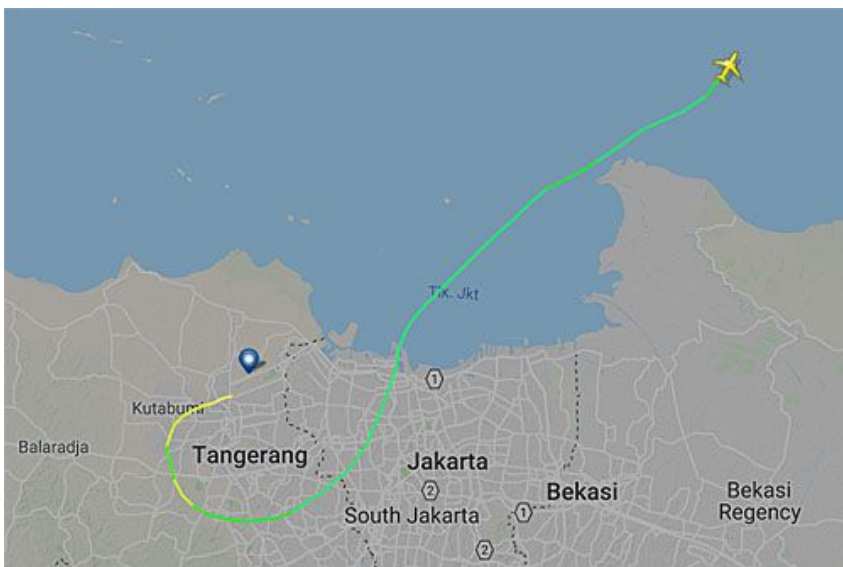 Tlk. Jkt
1
Kutabumi
Balaradja
Tangerang
Jakarta
2
Bekasi
Bekasi
Regency
1
South Jakarta
2